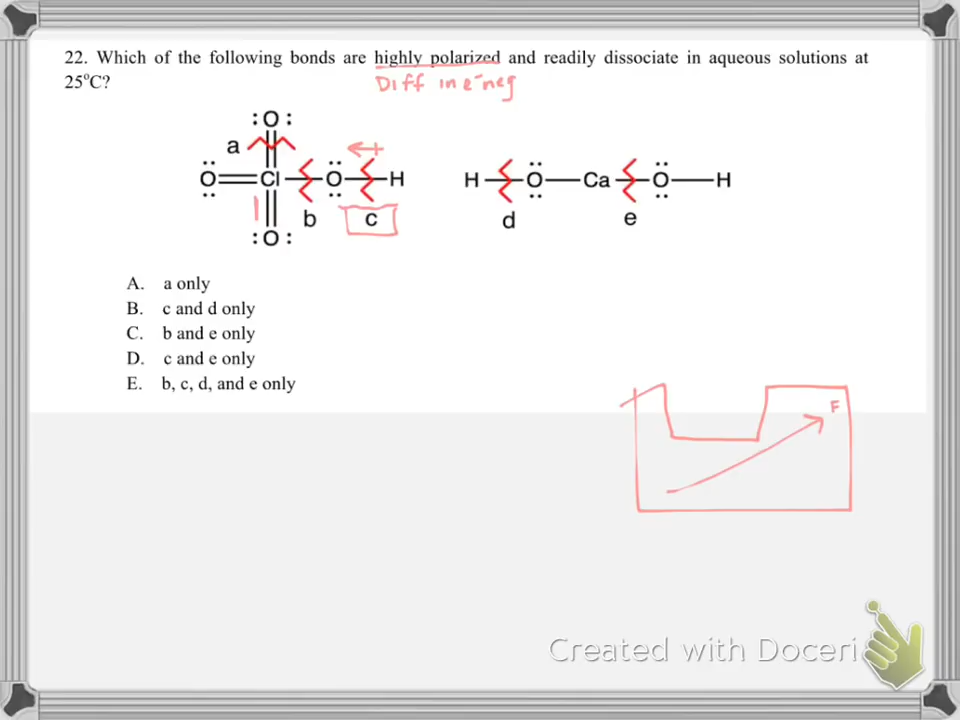 22. Which of the following bonds are highly polarized and readily dissociate in aqueous solutions at
25°C?
Diff in e⁻neg
:O:
a
O Cl O H
H O Ca O H
b c d e
:O:
A. a only
B. c and d only
C. b and e only
D. c and e only
E. b, c, d, and e only
F
Created with Doceri